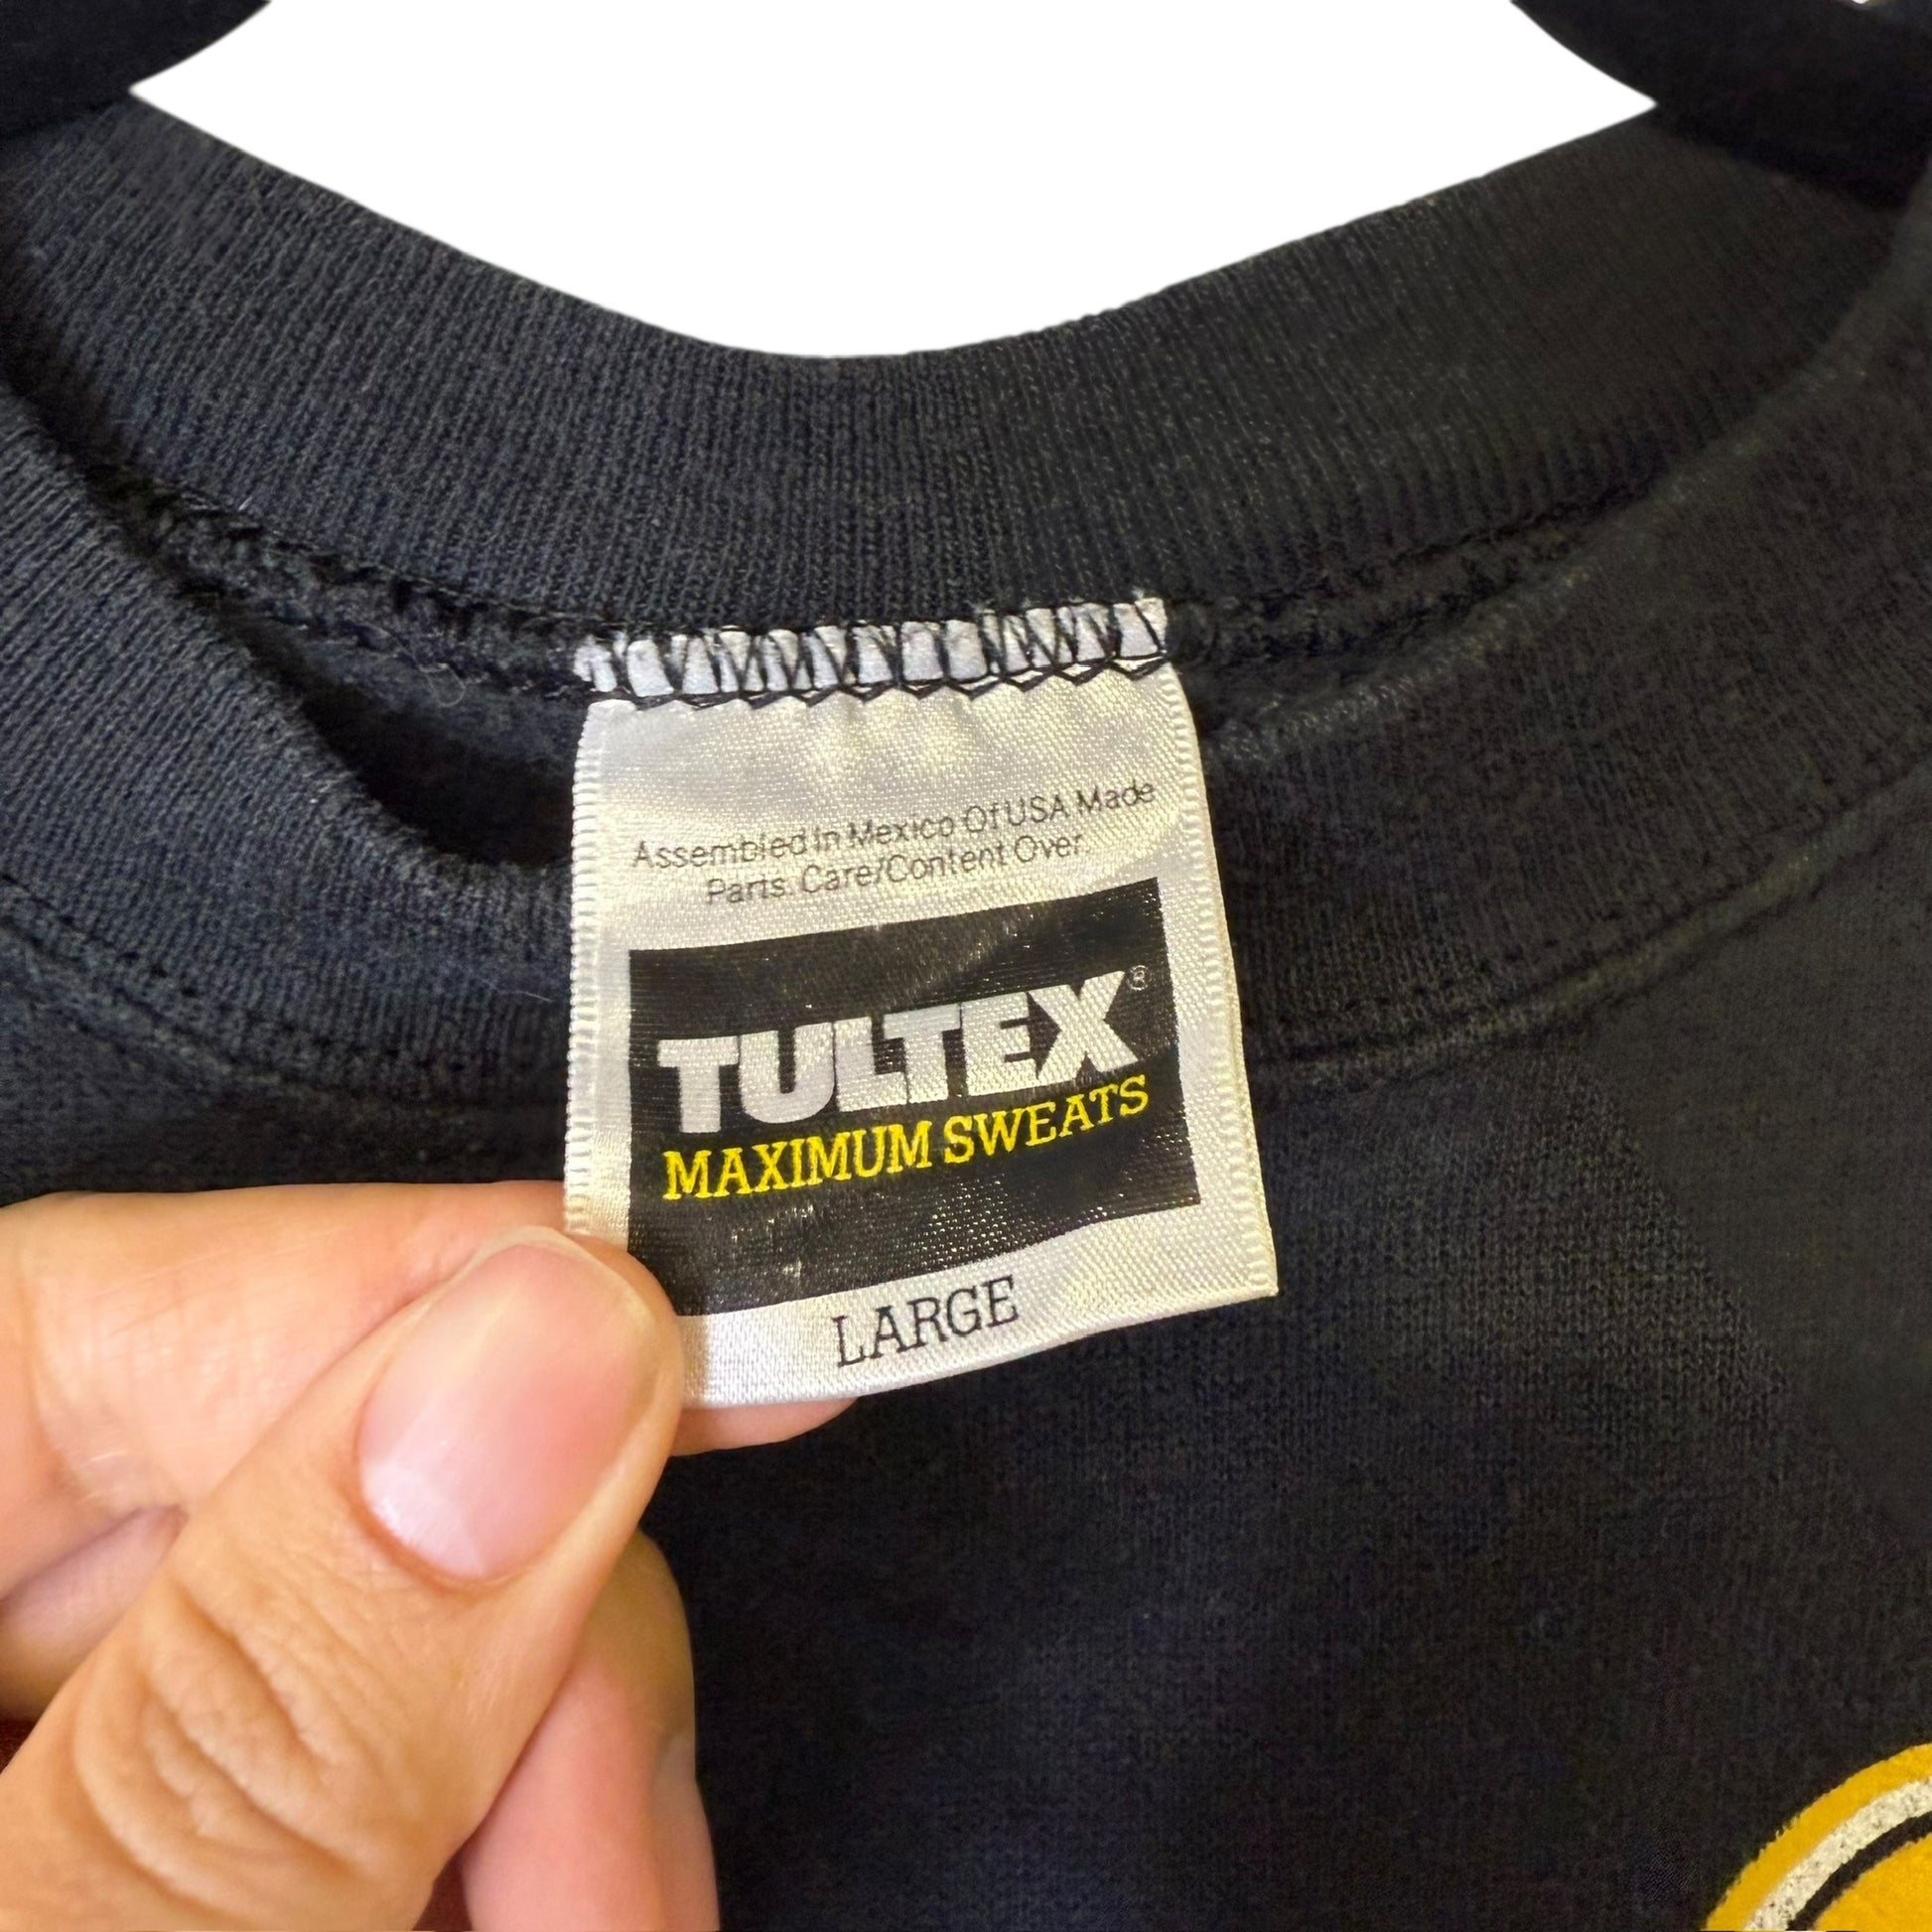 Assembled In Mexico Of USA Made
Parts. Care/Content Over.
TULTEX®
MAXIMUM SWEATS
LARGE